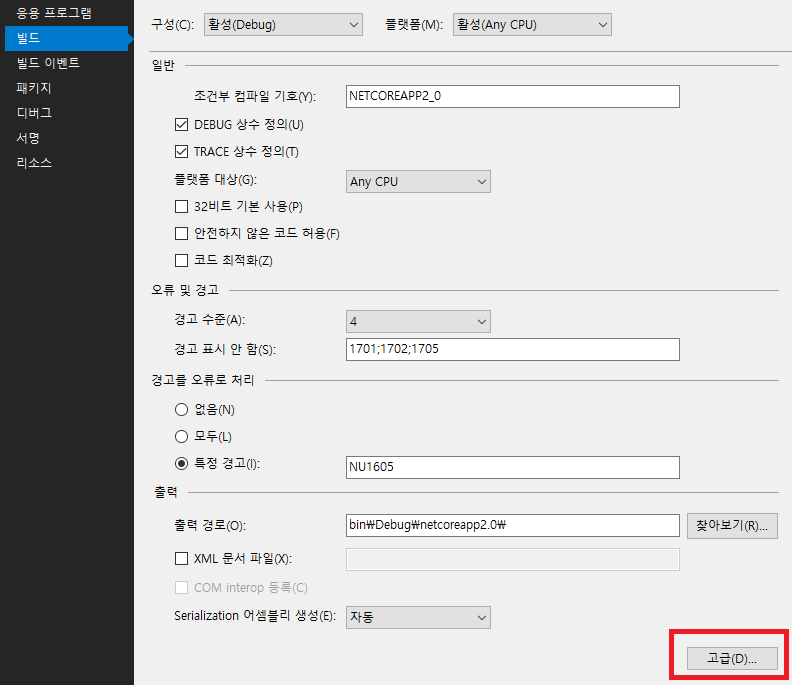 응용 프로그램
빌드
빌드 이벤트
패키지
디버그
서명
리소스
구성(C): 활성(Debug) 플랫폼(M): 활성(Any CPU)
일반
조건부 컴파일 기호(Y): NETCOREAPP2_0
DEBUG 상수 정의(U)
TRACE 상수 정의(T)
플랫폼 대상(G): Any CPU
32비트 기본 사용(P)
안전하지 않은 코드 허용(F)
코드 최적화(Z)
오류 및 경고
경고 수준(A): 4
경고 표시 안 함(S): 1701;1702;1705
경고를 오류로 처리
없음(N)
모두(L)
특정 경고(I): NU1605
출력
출력 경로(O): bin₩Debug₩netcoreapp2.0₩ 찾아보기(R)...
XML 문서 파일(X):
COM interop 등록(C)
Serialization 어셈블리 생성(E): 자동
고급(D)...